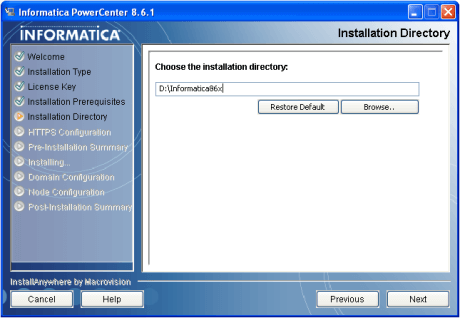 Informatica PowerCenter 8.6.1
INFORMATICA
Installation Directory
Welcome
Installation Type
License Key
Installation Prerequisites
Installation Directory
HTTPS Configuration
Pre-Installation Summary
Installing...
Domain Configuration
Node Configuration
Post-Installation Summary
Choose the installation directory:
D:\Informatica86x
Restore Default
Browse..
InstallAnywhere by Macrovision
Cancel
Help
Previous
Next